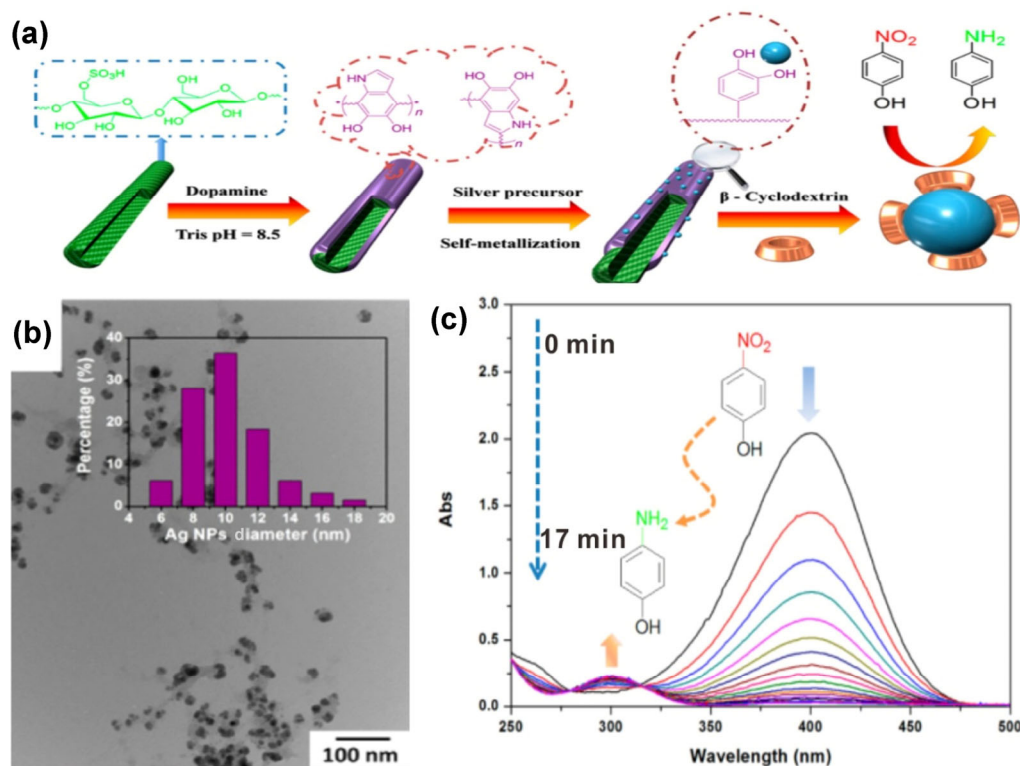 (a)
SO₃H
O
HO
O
OH
O
HO
OH
O
O
OH
HN
HO
OH
n
HO
OH
NH
n
HO
OH
NO₂
OH
NH₂
OH
Dopamine
Tris pH = 8.5
Silver precursor
Self-metallization
β - Cyclodextrin
(b)
Percentage (%)
40
30
20
10
0
4 6 8 10 12 14 16 18 20
Ag NPs diameter (nm)
100 nm
(c)
Abs
3.0
2.5
2.0
1.5
1.0
0.5
0.0
0 min
17 min
NO₂
OH
NH₂
OH
250 300 350 400 450 500
Wavelength (nm)